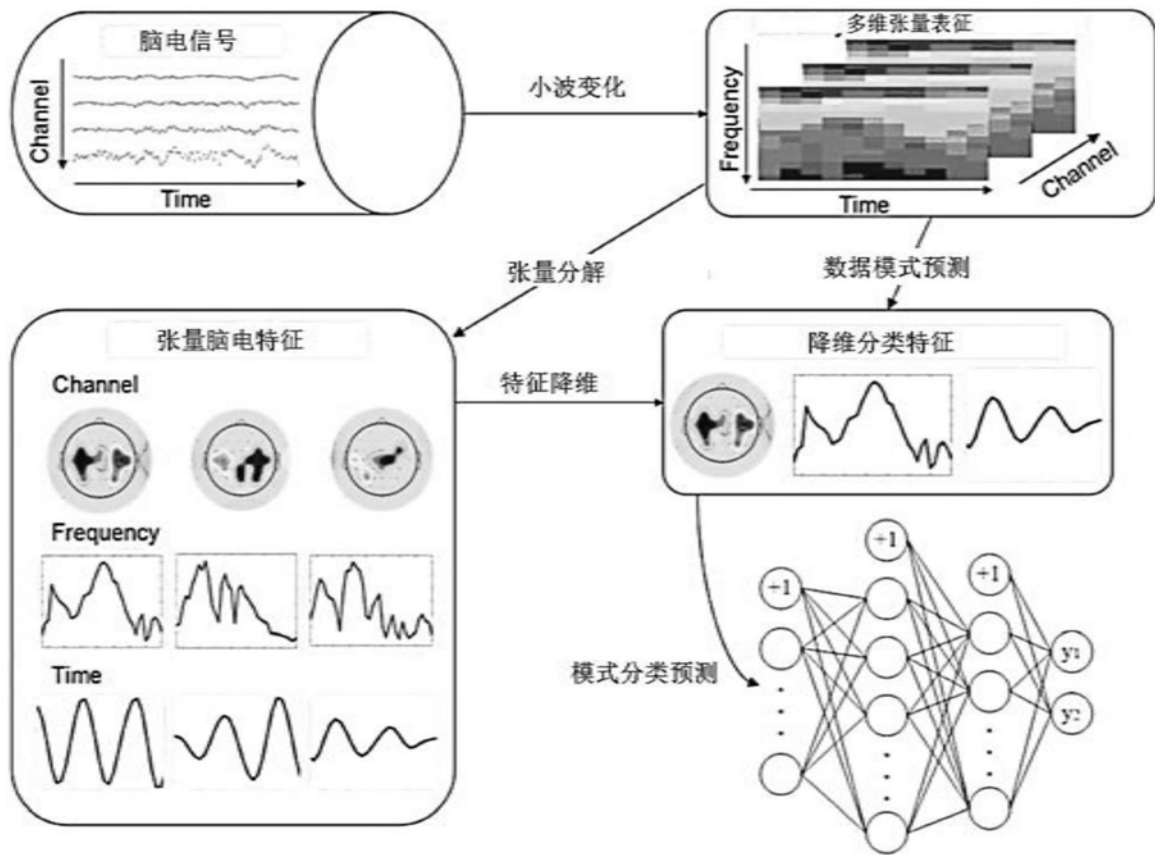 脑电信号
Channel
Time
小波变化
多维张量表征
Frequency
Time
Channel
张量分解
数据模式预测
张量脑电特征
Channel
Frequency
Time
特征降维
降维分类特征
模式分类预测
+1
+1
+1
y1
y2